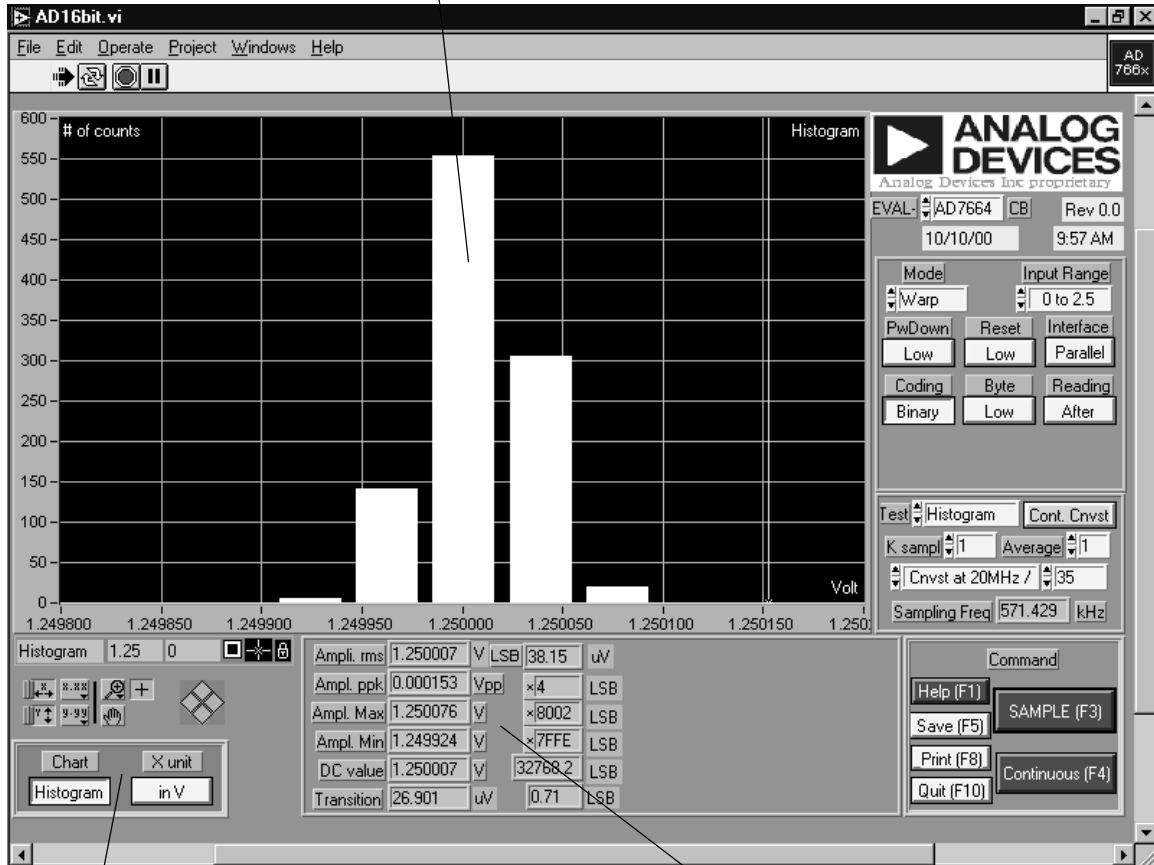 AD16bit.vi
File Edit Operate Project Windows Help
AD
766x
# of counts
Histogram
600
550
500
450
400
350
300
250
200
150
100
50
0
Volt
1.249800 1.249850 1.249900 1.249950 1.250000 1.250050 1.250100 1.250150 1.250:
ANALOG
DEVICES
Analog Devices Inc proprietary
EVAL- AD7664 CB Rev 0.0
10/10/00 9:57 AM
Mode Input Range
Warp 0 to 2.5
PwDown Reset Interface
Low Low Parallel
Coding Byte Reading
Binary Low After
Test Histogram Cont. Cnvst
K sampl 1 Average 1
Cnvst at 20MHz / 35
Sampling Freq 571.429 kHz
Histogram 1.25 0
X X.XX
Y Y.YY
Chart X unit
Histogram in V
Ampli. rms 1.250007 V LSB 38.15 uV
Ampl. ppk 0.000153 Vpp x4 LSB
Ampl. Max 1.250076 V x8002 LSB
Ampl. Min 1.249924 V x7FFE LSB
DC value 1.250007 V 32768.2 LSB
Transition 26.901 uV 0.71 LSB
Command
Help (F1)
SAMPLE (F3)
Save (F5)
Print (F8)
Continuous (F4)
Quit (F10)